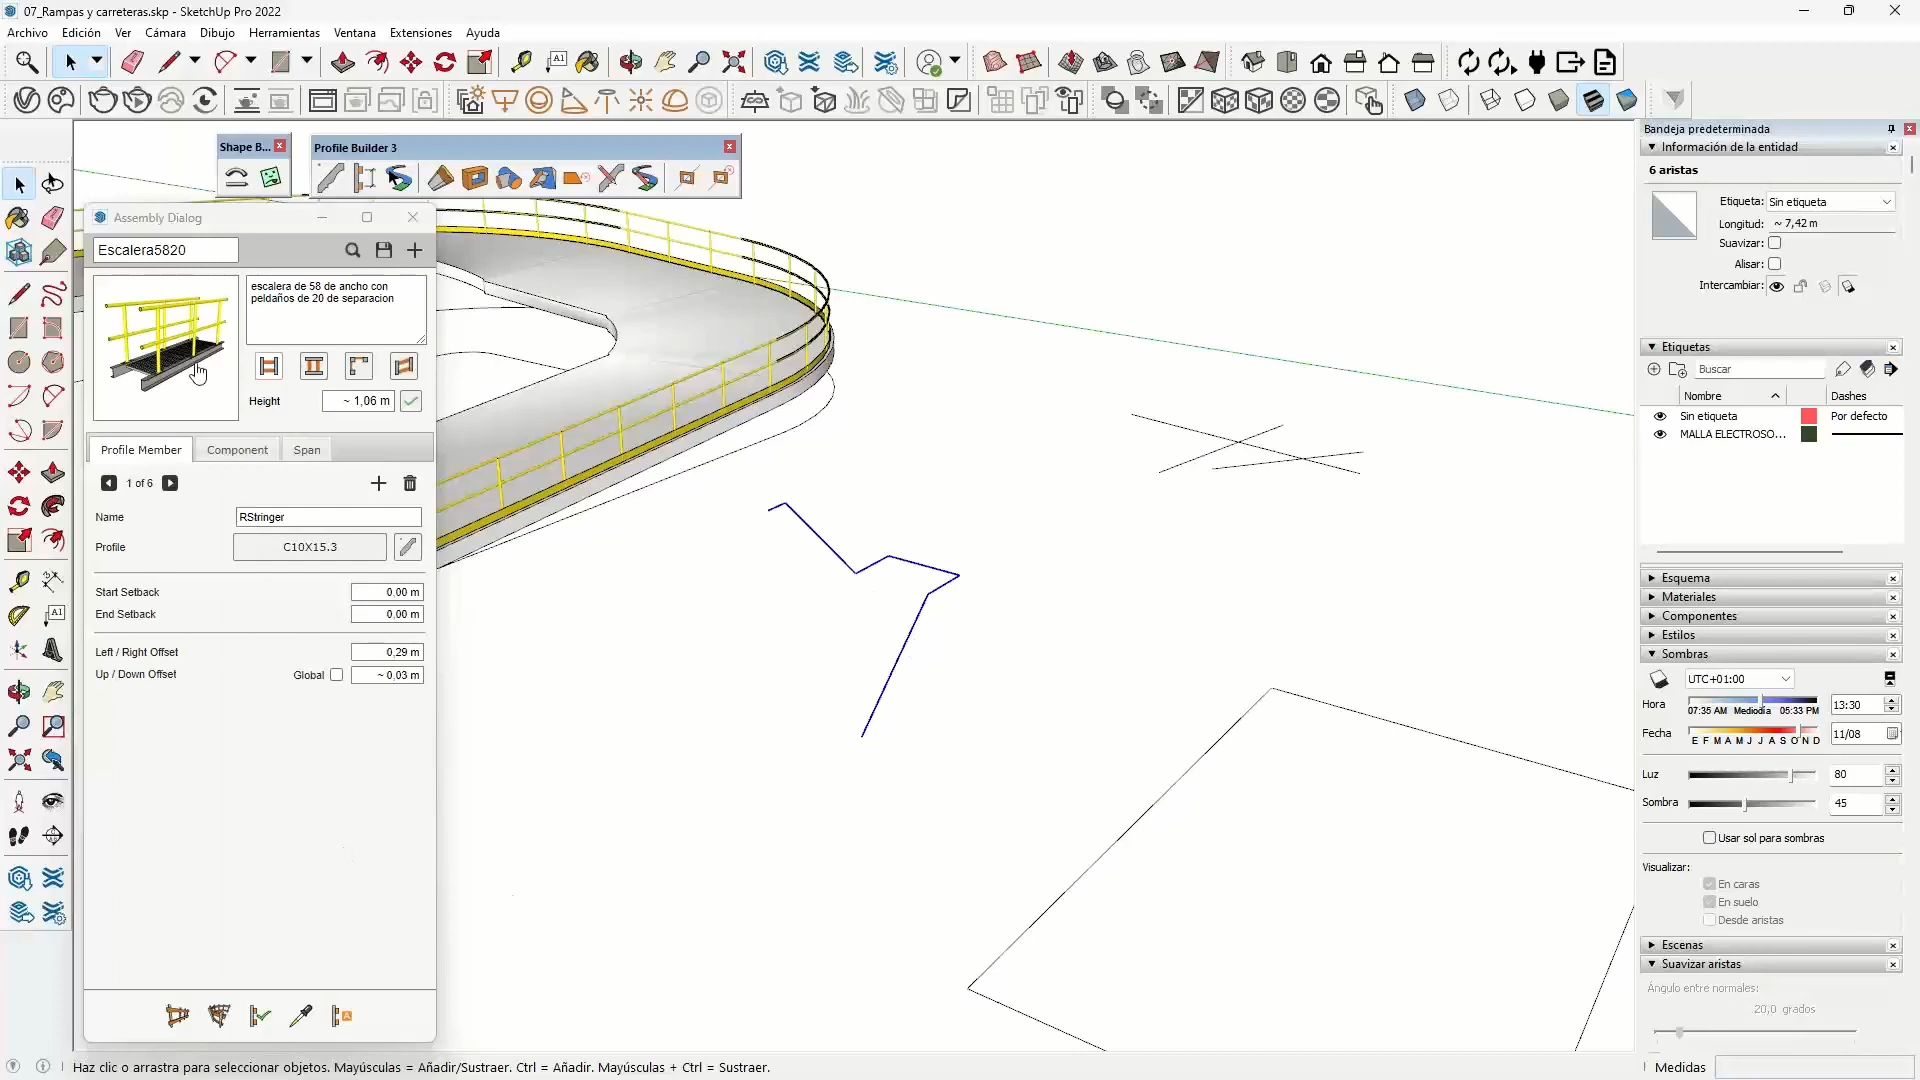 07_Rampas y carreteras.skp - SketchUp Pro 2022
Archivo Edición Ver Cámara Dibujo Herramientas Ventana Extensiones Ayuda
Shape B...
Profile Builder 3
Assembly Dialog
Escalera5820
escalera de 58 de ancho con
peldaños de 20 de separacion
Height ~ 1,06 m
Profile Member Component Span
1 of 6
Name RStringer
Profile C10X15.3
Start Setback 0,00 m
End Setback 0,00 m
Left / Right Offset 0,29 m
Up / Down Offset Global ~ 0,03 m
Bandeja predeterminada
Información de la entidad
6 aristas
Etiqueta: Sin etiqueta
Longitud: ~ 7,42 m
Suavizar:
Alisar:
Intercambiar:
Etiquetas
Buscar
Nombre Dashes
Sin etiqueta Por defecto
MALLA ELECTROSO...
Esquema
Materiales
Componentes
Estilos
Sombras
UTC+01:00
Hora 13:30
07:35 AM Mediodía 05:33 PM
Fecha 11/08
E F M A M J J A S O N D
Luz 80
Sombra 45
Usar sol para sombras
Visualizar:
En caras
En suelo
Desde aristas
Escenas
Suavizar aristas
Ángulo entre normales:
20,0 grados
Haz clic o arrastra para seleccionar objetos. Mayúsculas = Añadir/Sustraer. Ctrl = Añadir. Mayúsculas + Ctrl = Sustraer.
Medidas